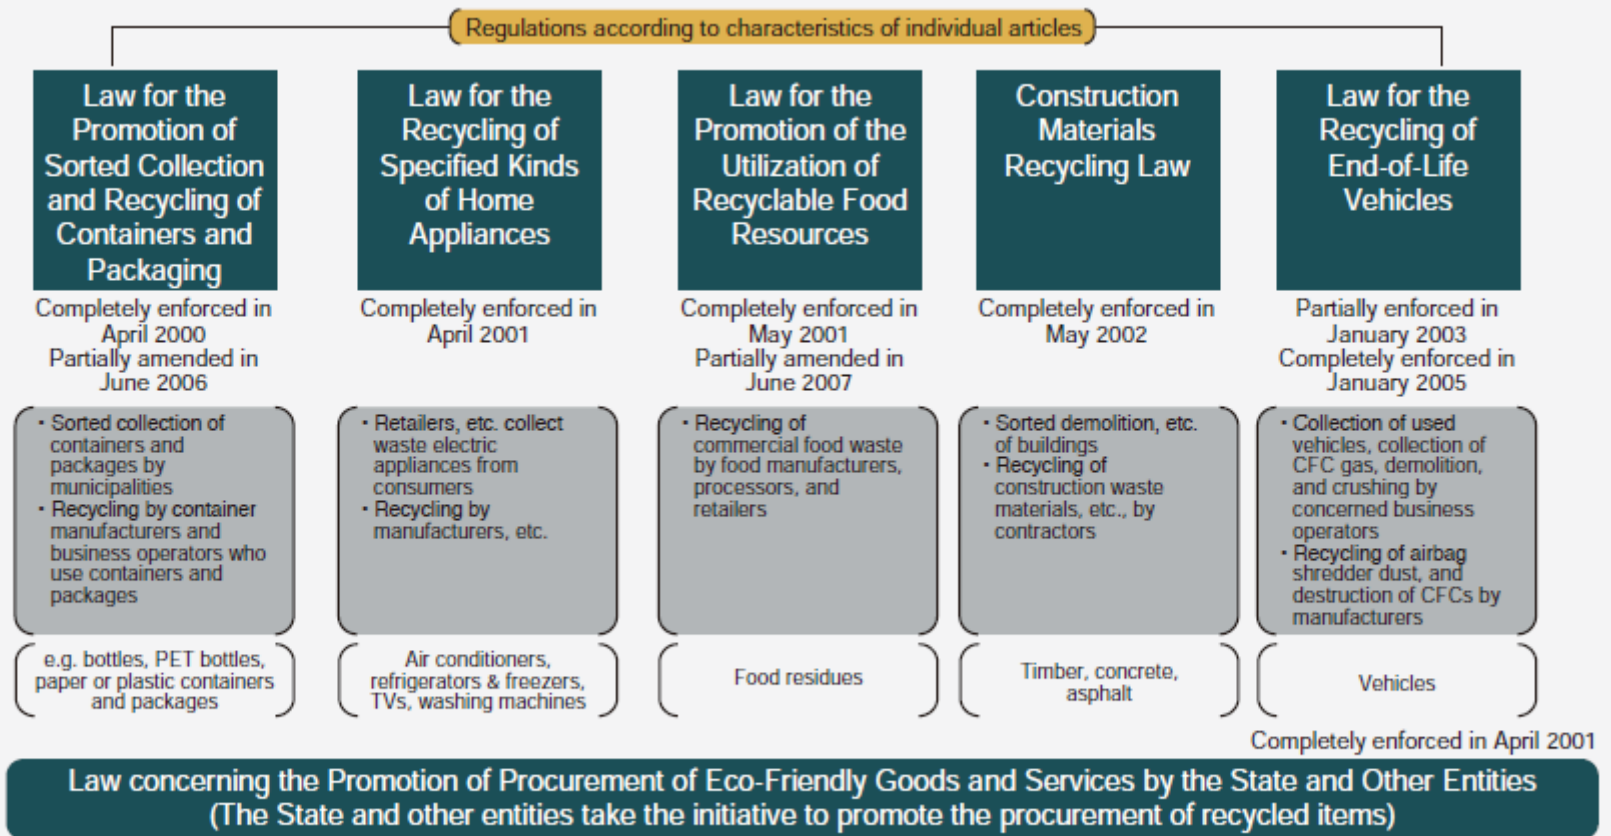 Regulations according to characteristics of individual articles
Law for the
Promotion of
Sorted Collection
and Recycling of
Containers and
Packaging
Completely enforced in
April 2000
Partially amended in
June 2006
・Sorted collection of
containers and
packages by
municipalities
・Recycling by container
manufacturers and
business operators who
use containers and
packages
e.g. bottles, PET bottles,
paper or plastic containers
and packages
Law for the
Recycling of
Specified Kinds
of Home
Appliances
Completely enforced in
April 2001
・Retailers, etc. collect
waste electric
appliances from
consumers
・Recycling by
manufacturers, etc.
Air conditioners,
refrigerators & freezers,
TVs, washing machines
Law for the
Promotion of the
Utilization of
Recyclable Food
Resources
Completely enforced in
May 2001
Partially amended in
June 2007
・Recycling of
commercial food waste
by food manufacturers,
processors, and
retailers
Food residues
Construction
Materials
Recycling Law
Completely enforced in
May 2002
・Sorted demolition, etc.
of buildings
・Recycling of
construction waste
materials, etc., by
contractors
Timber, concrete,
asphalt
Law for the
Recycling of
End-of-Life
Vehicles
Partially enforced in
January 2003
Completely enforced in
January 2005
・Collection of used
vehicles, collection of
CFC gas, demolition,
and crushing by
concerned business
operators
・Recycling of airbag
shredder dust, and
destruction of CFCs by
manufacturers
Vehicles
Completely enforced in April 2001
Law concerning the Promotion of Procurement of Eco-Friendly Goods and Services by the State and Other Entities
(The State and other entities take the initiative to promote the procurement of recycled items)